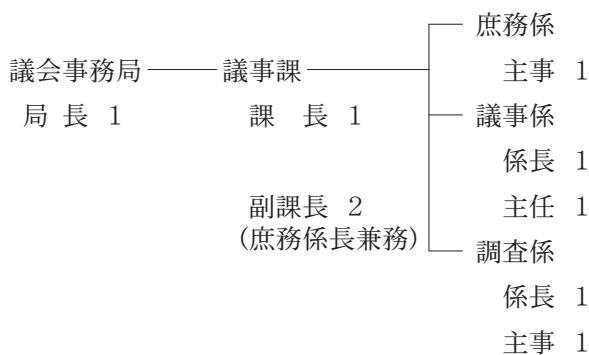 議会事務局
局長 1
議事課
課 長 1
副課長 2
(庶務係長兼務)
庶務係
主事 1
議事係
係長 1
主任 1
調査係
係長 1
主事 1